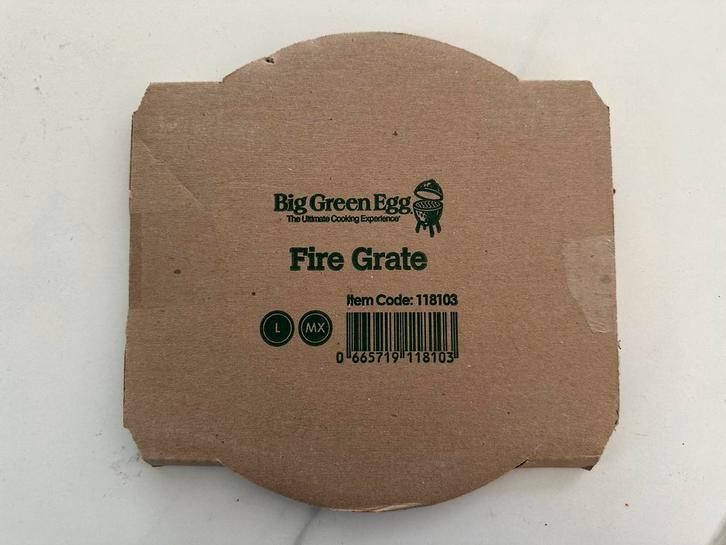 Big Green Egg
The Ultimate Cooking Experience®
Fire Grate
Item Code: 118103
L MX
0 665719 118103